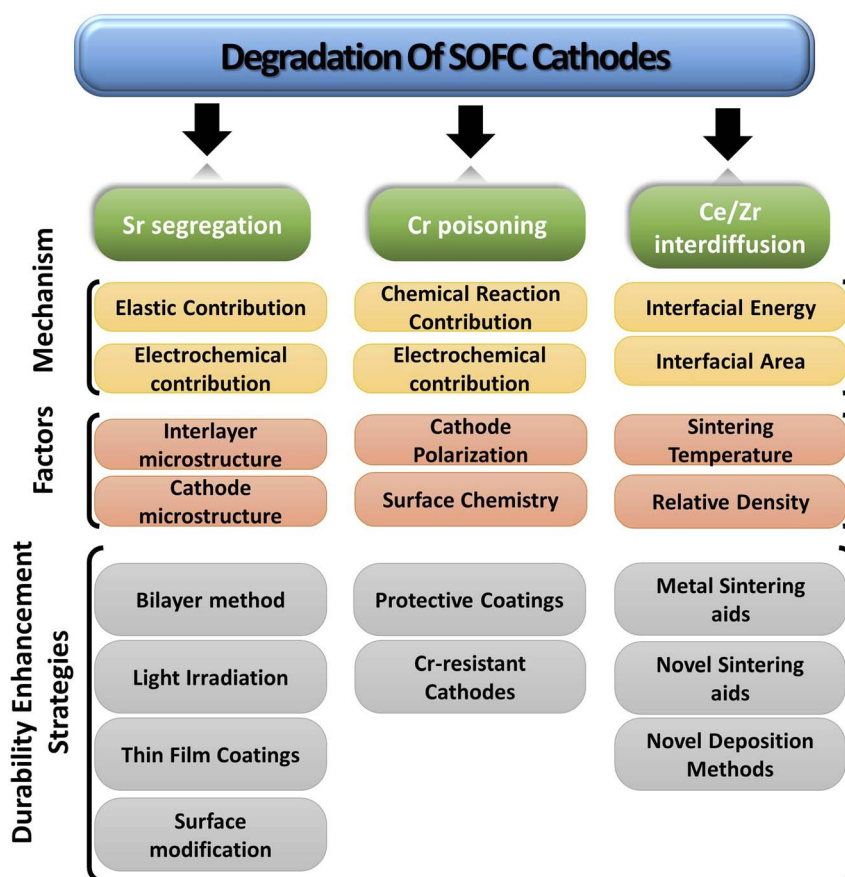 Degradation Of SOFC Cathodes
Sr segregation
Cr poisoning
Ce/Zr
interdiffusion
Mechanism
Elastic Contribution
Chemical Reaction
Contribution
Interfacial Energy
Electrochemical
contribution
Electrochemical
contribution
Interfacial Area
Factors
Interlayer
microstructure
Cathode
Polarization
Sintering
Temperature
Cathode
microstructure
Surface Chemistry
Relative Density
Durability Enhancement
Strategies
Bilayer method
Protective Coatings
Metal Sintering
aids
Light Irradiation
Cr-resistant
Cathodes
Novel Sintering
aids
Thin Film Coatings
Novel Deposition
Methods
Surface
modification